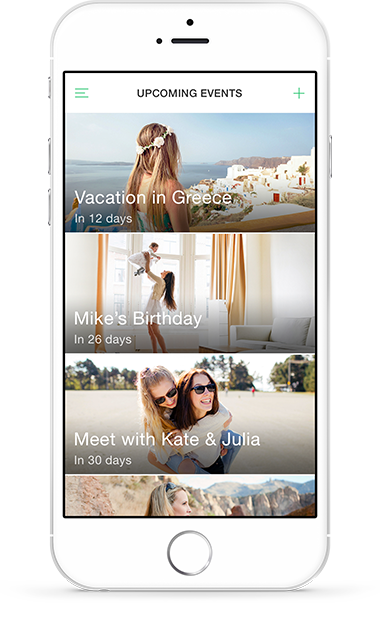 UPCOMING EVENTS
Vacation in Greece
In 12 days
Mike's Birthday
In 26 days
Meet with Kate & Julia
In 30 days